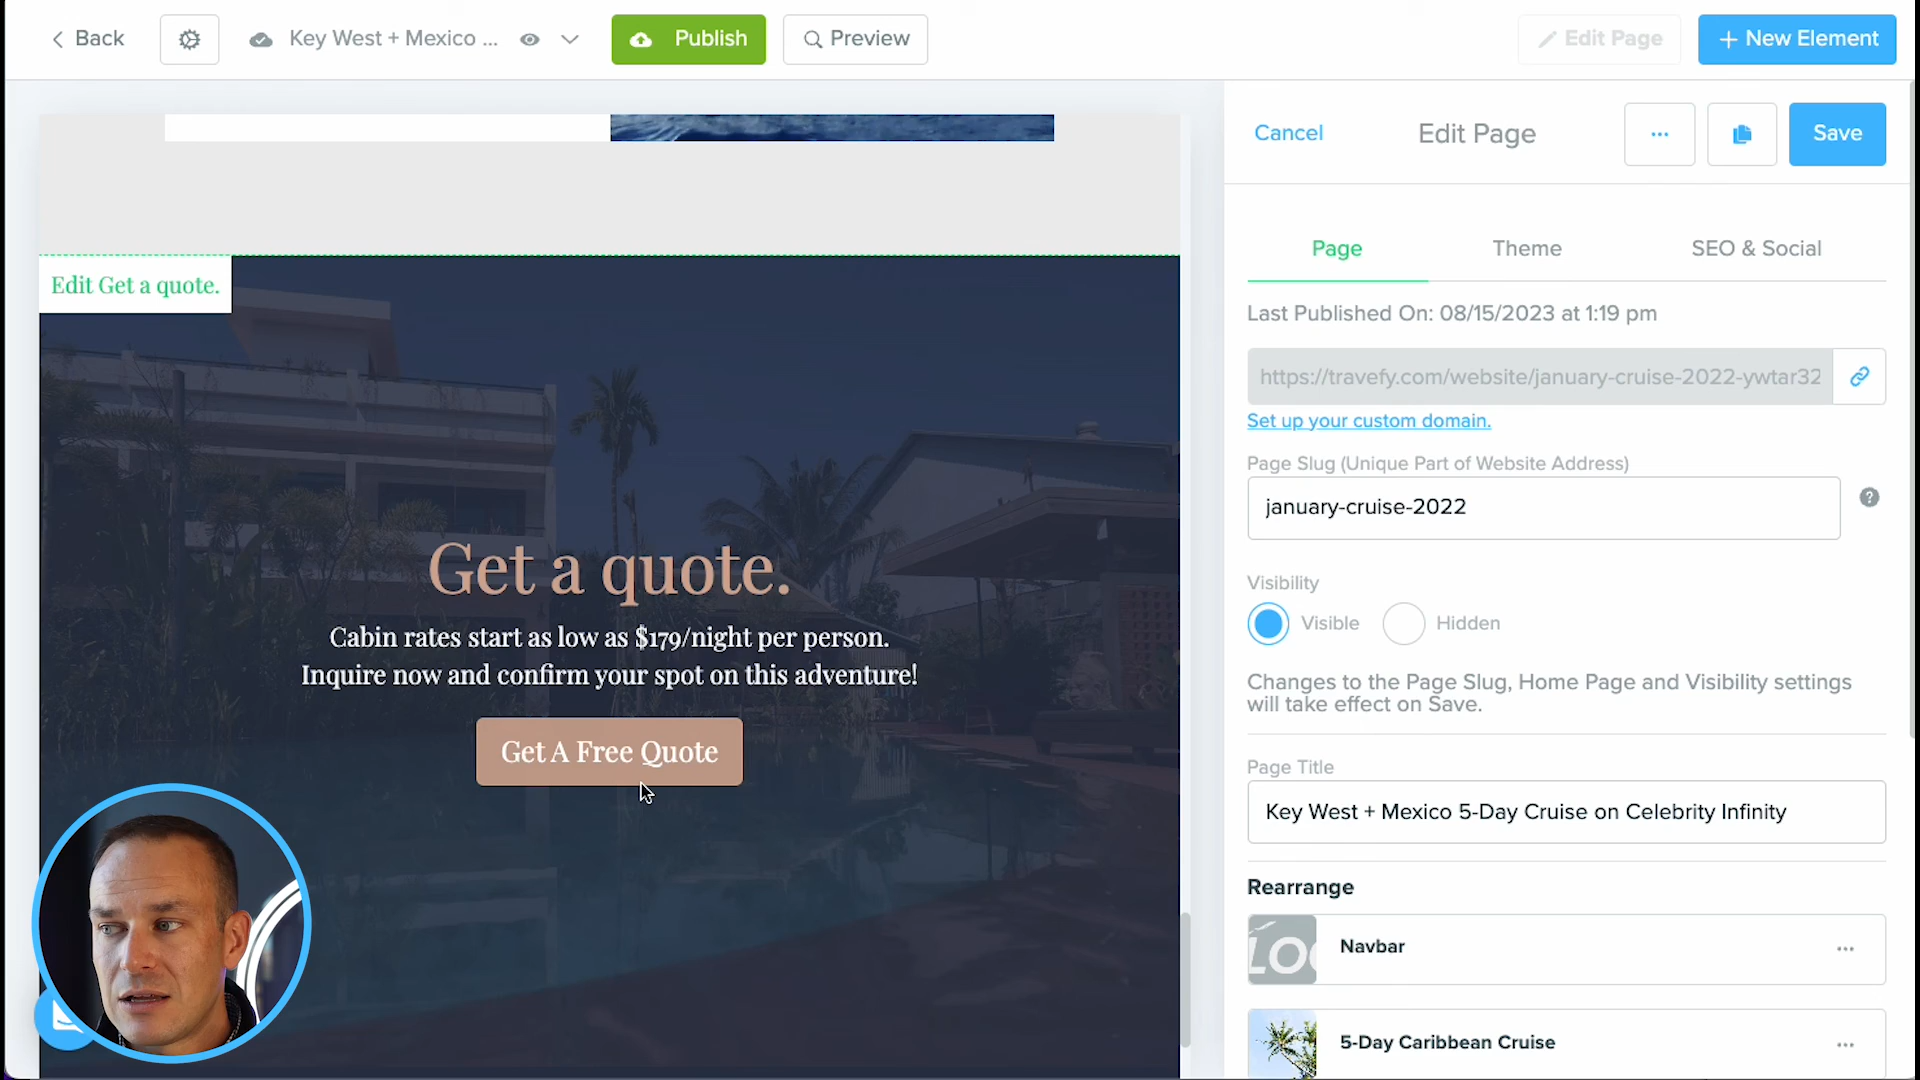 Back
Key West + Mexico ...
Publish
Preview
Edit Page
+ New Element
Cancel
Edit Page
...
Save
Page
Theme
SEO & Social
Last Published On: 08/15/2023 at 1:19 pm
https://travefy.com/website/january-cruise-2022-ywtar32
Set up your custom domain.
Page Slug (Unique Part of Website Address)
january-cruise-2022
?
Visibility
Visible
Hidden
Changes to the Page Slug, Home Page and Visibility settings
will take effect on Save.
Page Title
Key West + Mexico 5-Day Cruise on Celebrity Infinity
Rearrange
LOG
Navbar
...
5-Day Caribbean Cruise
...
Edit Get a quote.
Get a quote.
Cabin rates start as low as $179/night per person.
Inquire now and confirm your spot on this adventure!
Get A Free Quote